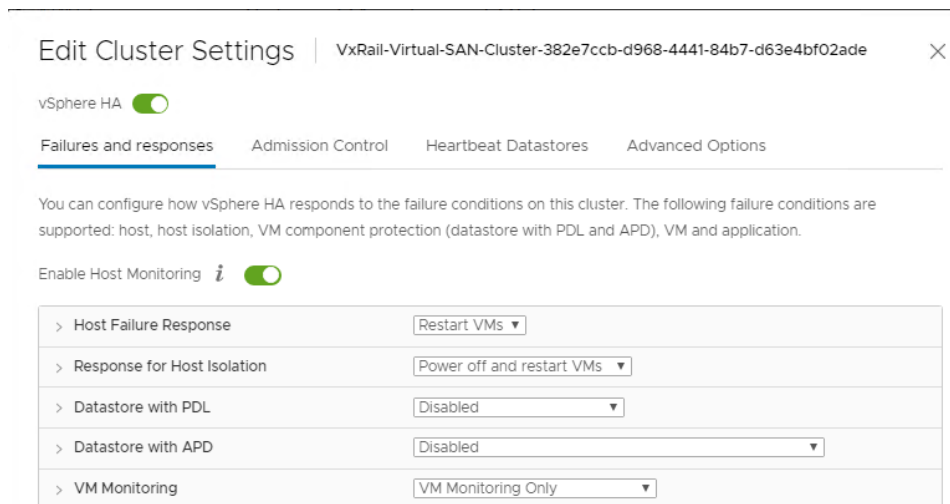 Edit Cluster Settings VxRail-Virtual-SAN-Cluster-382e7ccb-d968-4441-84b7-d63e4bf02ade
vSphere HA
Failures and responses Admission Control Heartbeat Datastores Advanced Options
You can configure how vSphere HA responds to the failure conditions on this cluster. The following failure conditions are
supported: host, host isolation, VM component protection (datastore with PDL and APD), VM and application.
Enable Host Monitoring i
Host Failure Response Restart VMs
Response for Host Isolation Power off and restart VMs
Datastore with PDL Disabled
Datastore with APD Disabled
VM Monitoring VM Monitoring Only